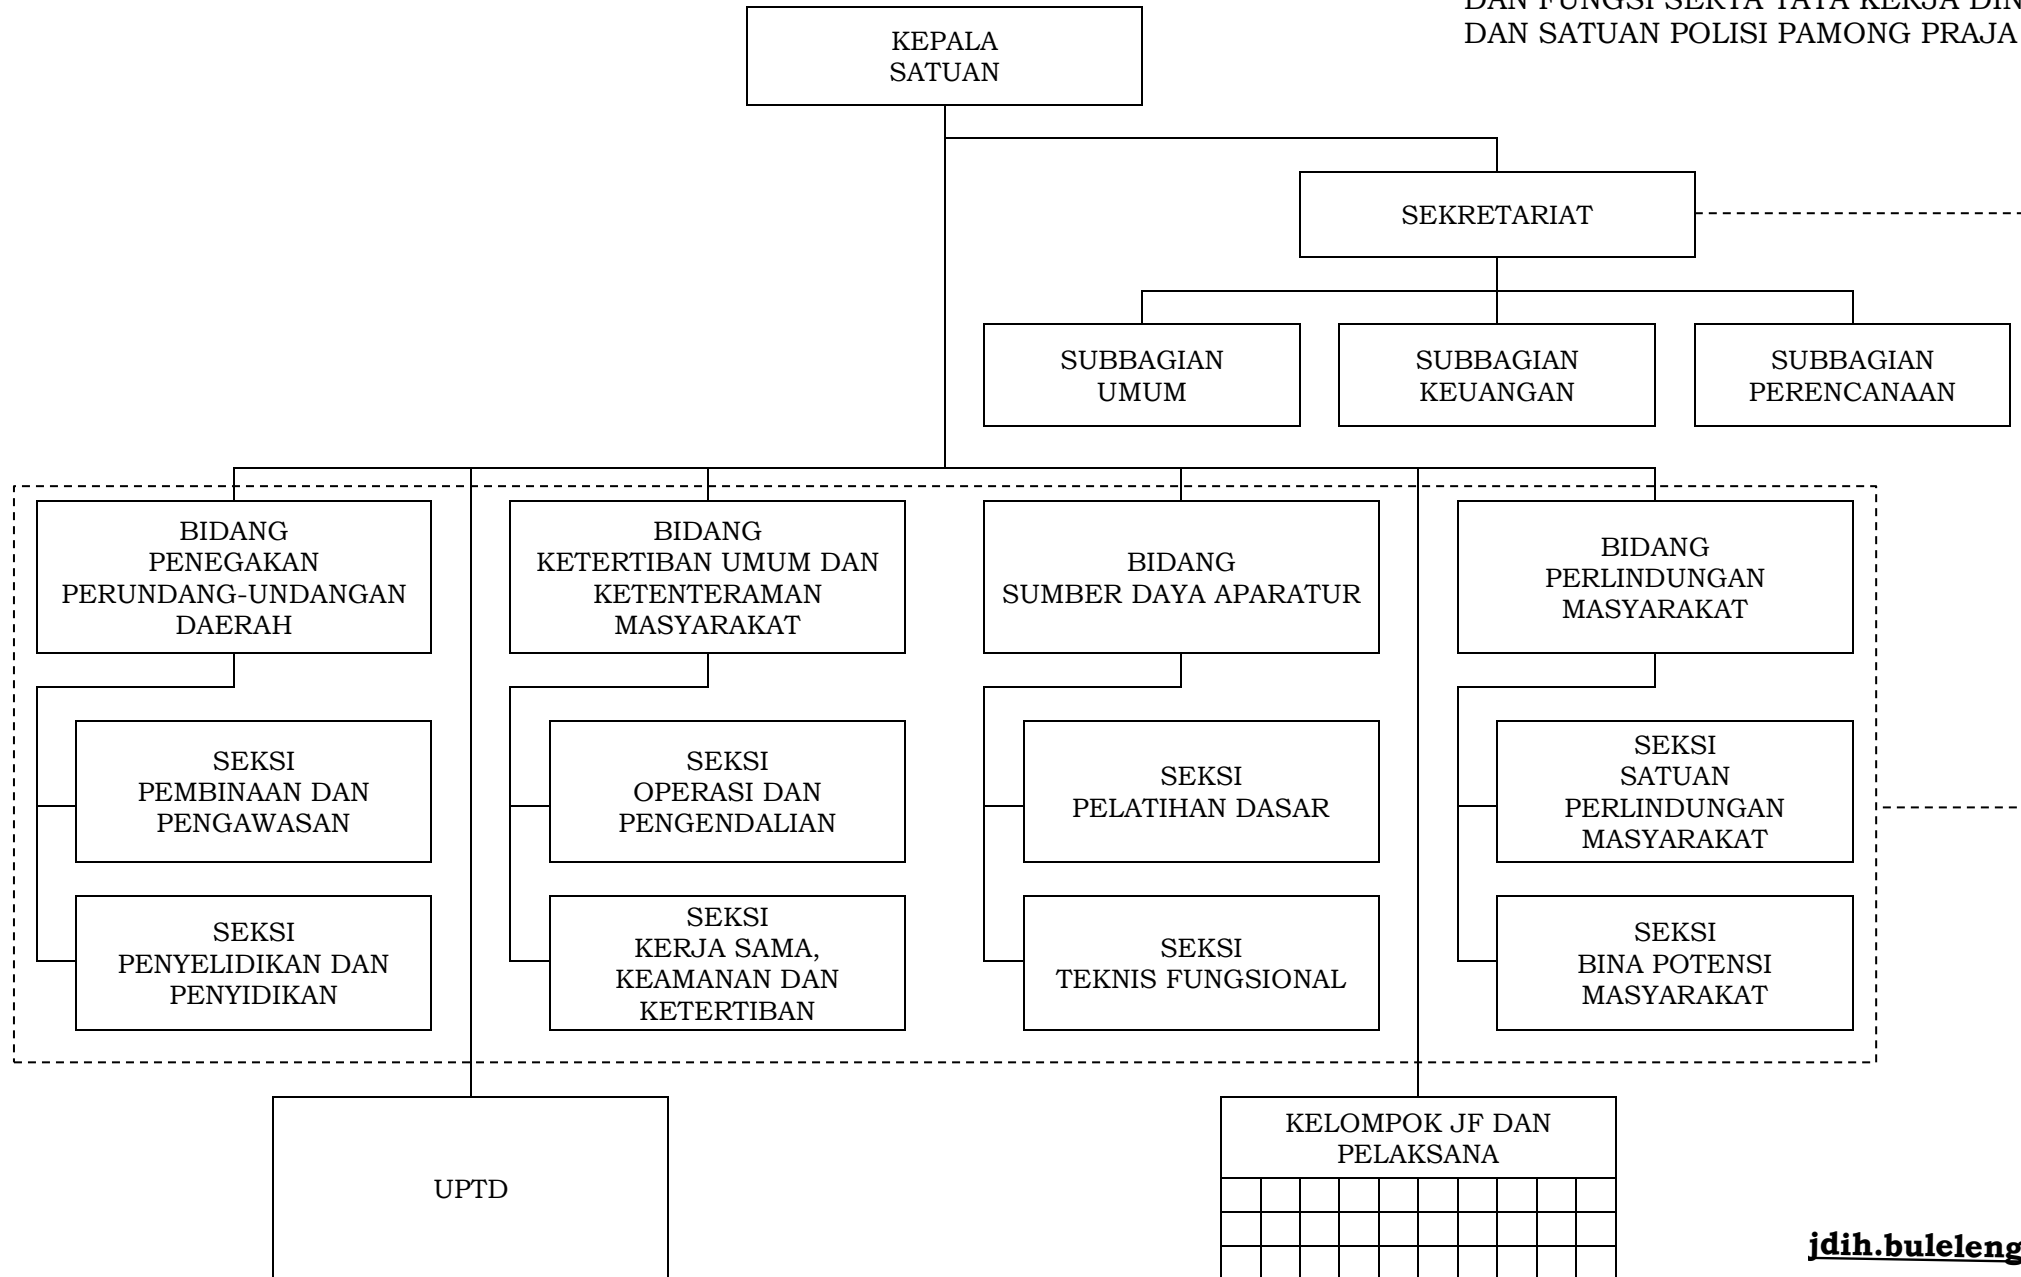 DAN FUNGSI SERTA TATA KERJA DIN
DAN SATUAN POLISI PAMONG PRAJA
KEPALA
SATUAN
SEKRETARIAT
SUBBAGIAN
UMUM
SUBBAGIAN
KEUANGAN
SUBBAGIAN
PERENCANAAN
BIDANG
PENEGAKAN
PERUNDANG-UNDANGAN
DAERAH
BIDANG
KETERTIBAN UMUM DAN
KETENTERAMAN
MASYARAKAT
BIDANG
SUMBER DAYA APARATUR
BIDANG
PERLINDUNGAN
MASYARAKAT
SEKSI
PEMBINAAN DAN
PENGAWASAN
SEKSI
OPERASI DAN
PENGENDALIAN
SEKSI
PELATIHAN DASAR
SEKSI
SATUAN
PERLINDUNGAN
MASYARAKAT
SEKSI
PENYELIDIKAN DAN
PENYIDIKAN
SEKSI
KERJA SAMA,
KEAMANAN DAN
KETERTIBAN
SEKSI
TEKNIS FUNGSIONAL
SEKSI
BINA POTENSI
MASYARAKAT
UPTD
KELOMPOK JF DAN
PELAKSANA
jdih.buleleng